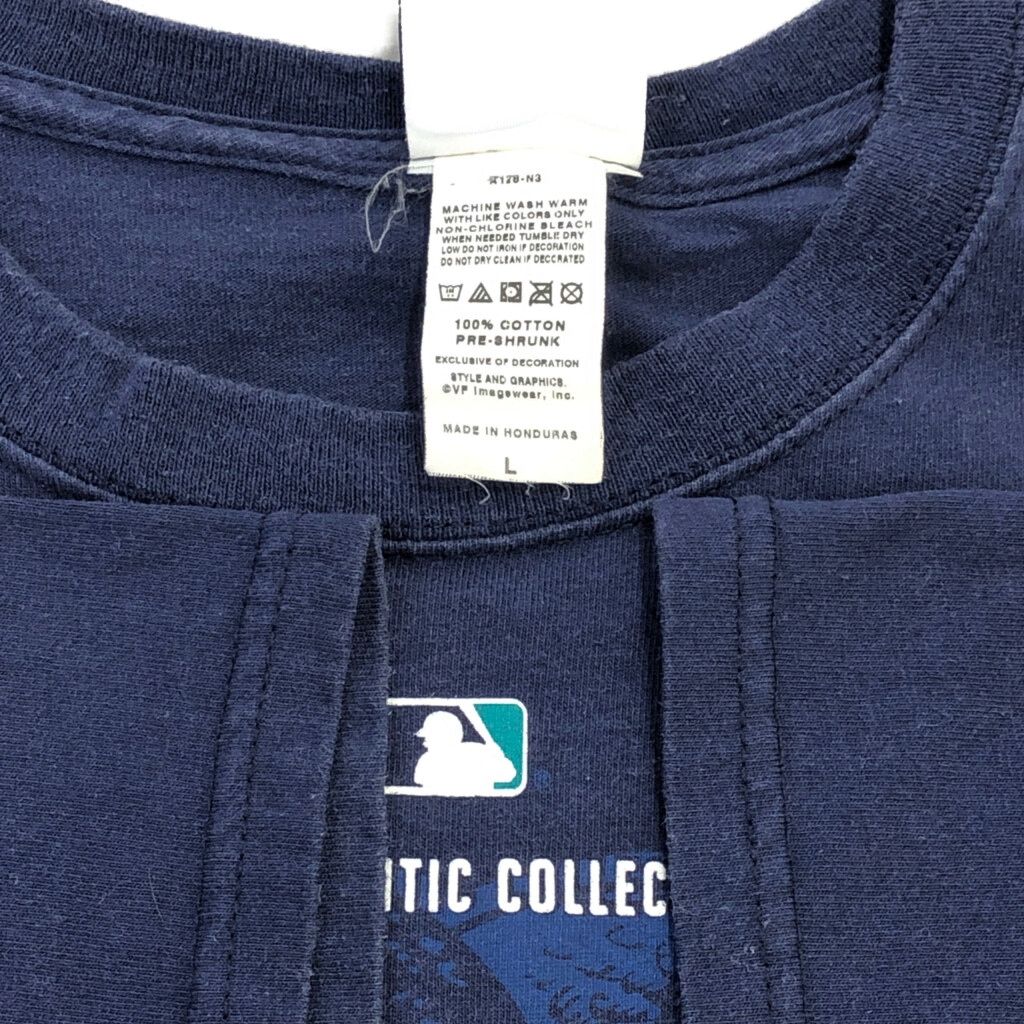 MACHINE WASH WARM
WITH LIKE COLORS ONLY
NON-CHLORINE BLEACH
WHEN NEEDED TUMBLE DRY
LOW DO NOT IRON IF DECORATION
DO NOT DRY CLEAN IF DECORATED
100% COTTON
PRE-SHRUNK
EXCLUSIVE OF DECORATION
STYLE AND GRAPHICS.
©VF Imagewear, Inc.
MADE IN HONDURAS
L
TIC COLLEC